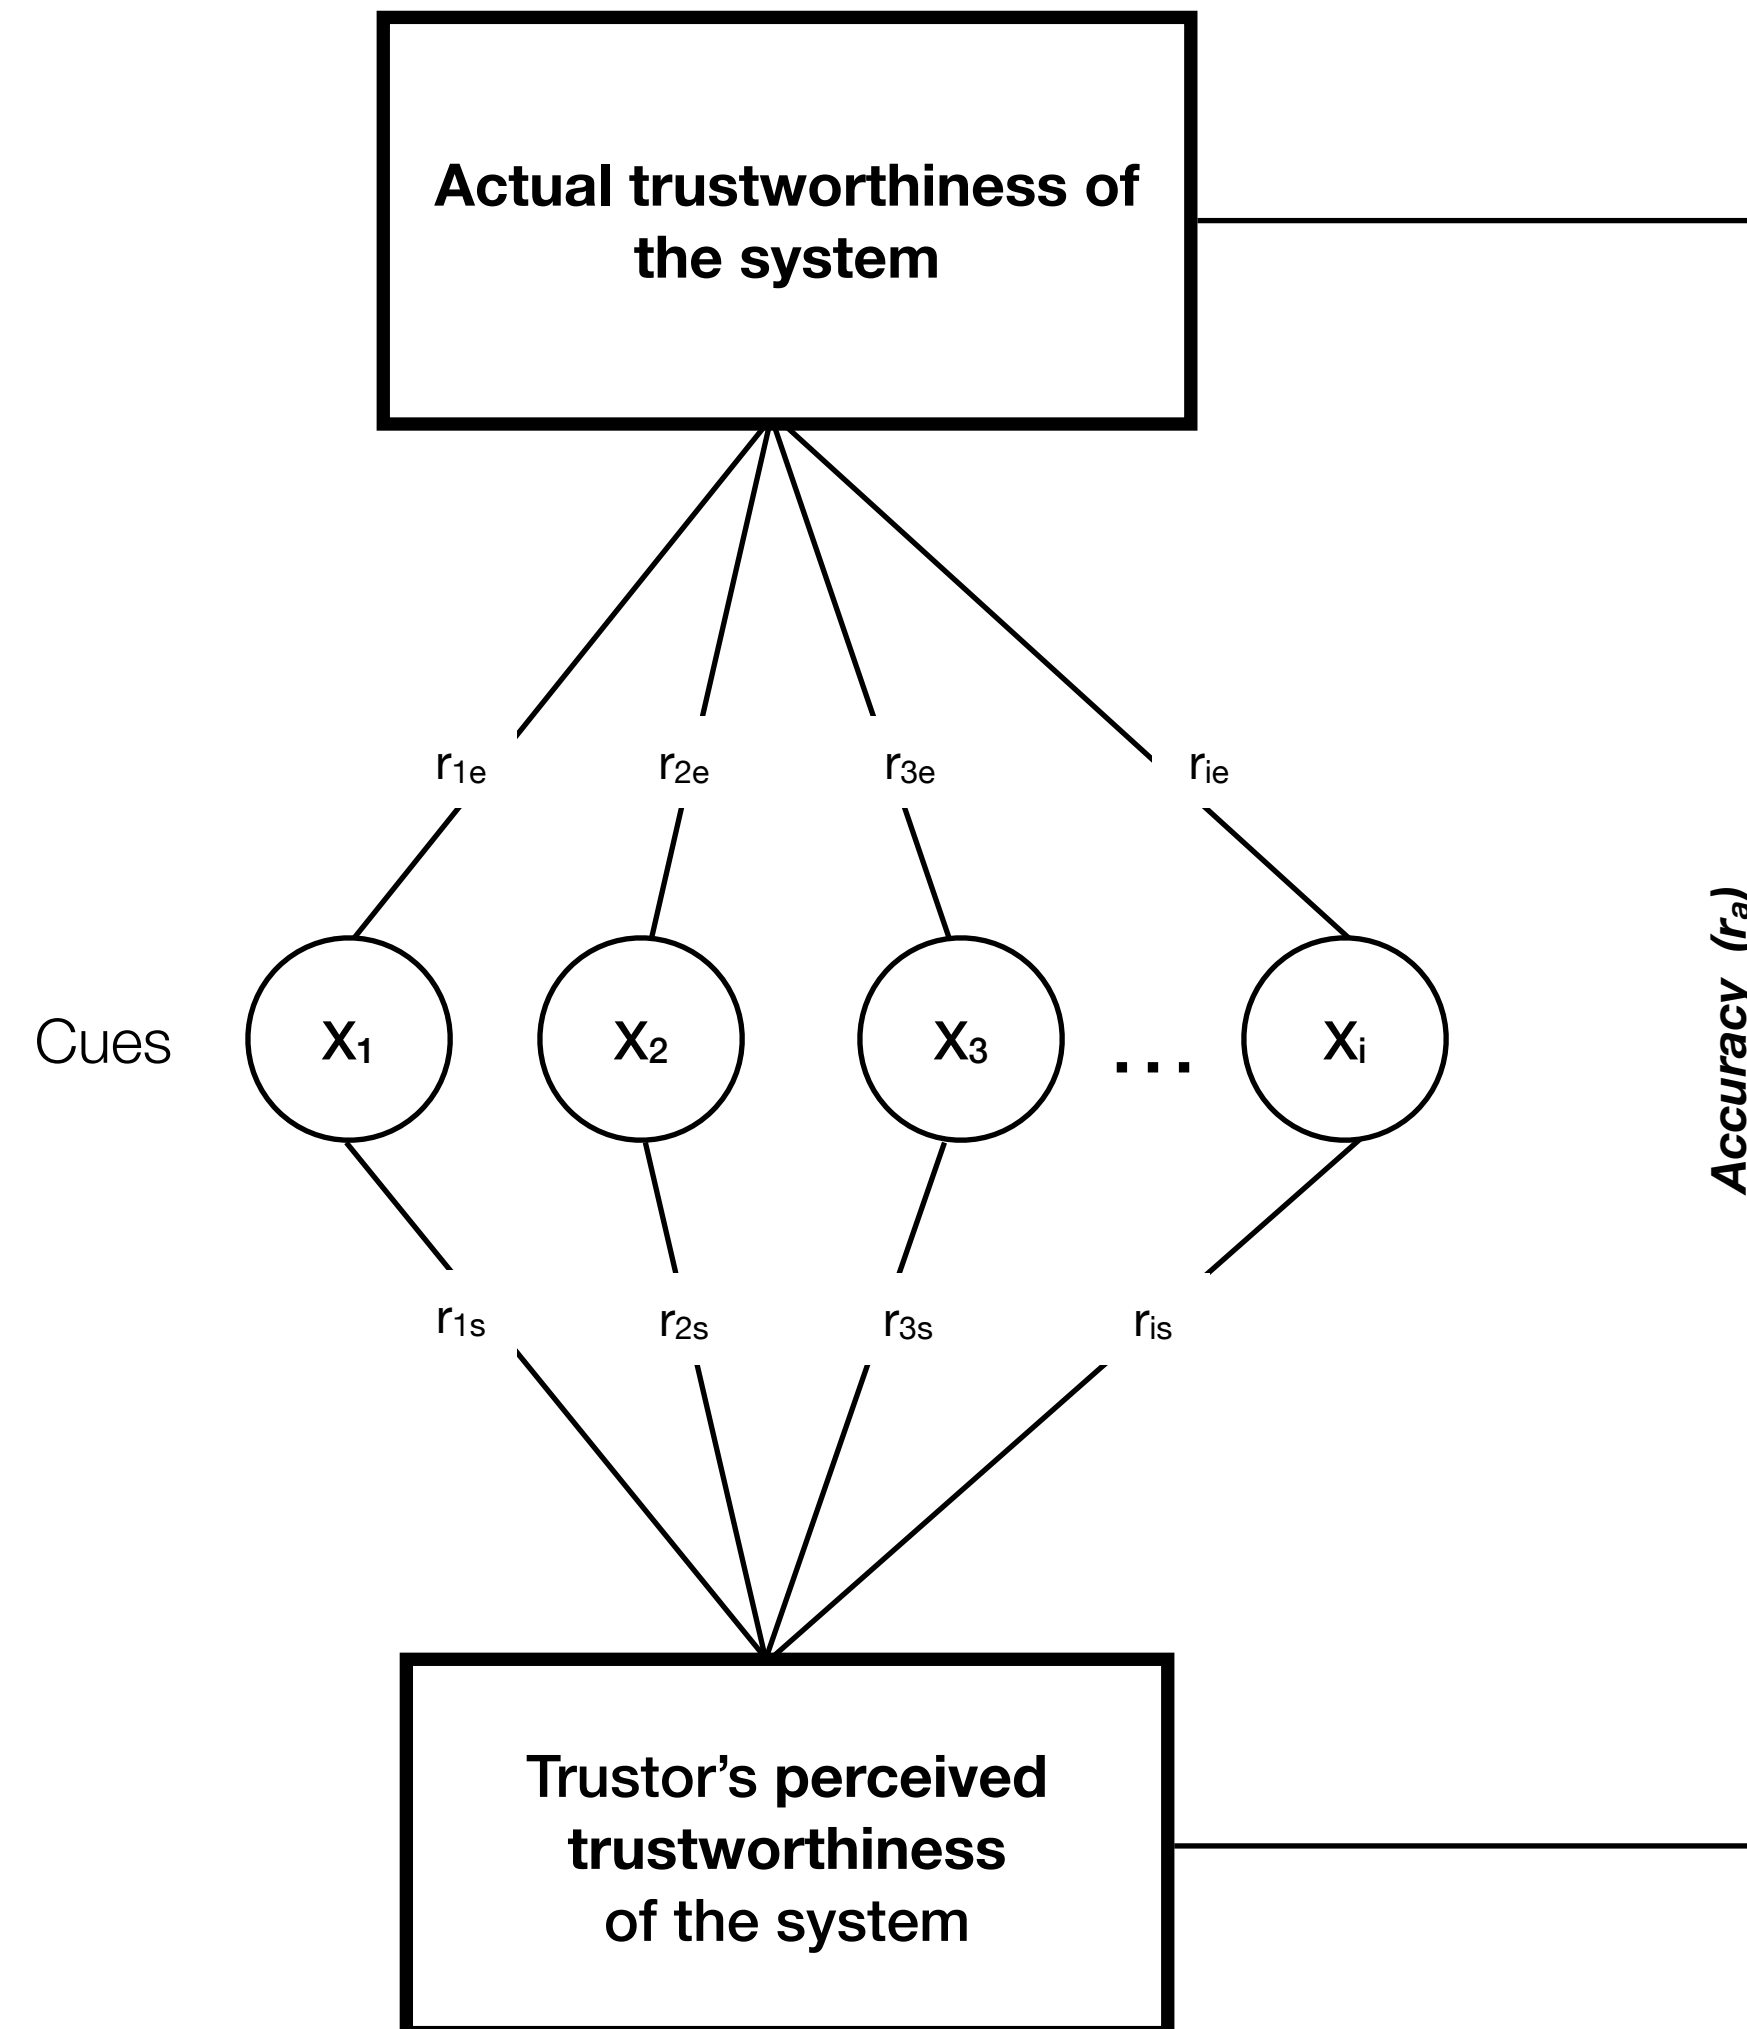 Actual trustworthiness of
the system
r1e r2e r3e rie
Cues X1 X2 X3 ... Xi
Accuracy (ra)
r1s r2s r3s ris
Trustor’s perceived
trustworthiness
of the system